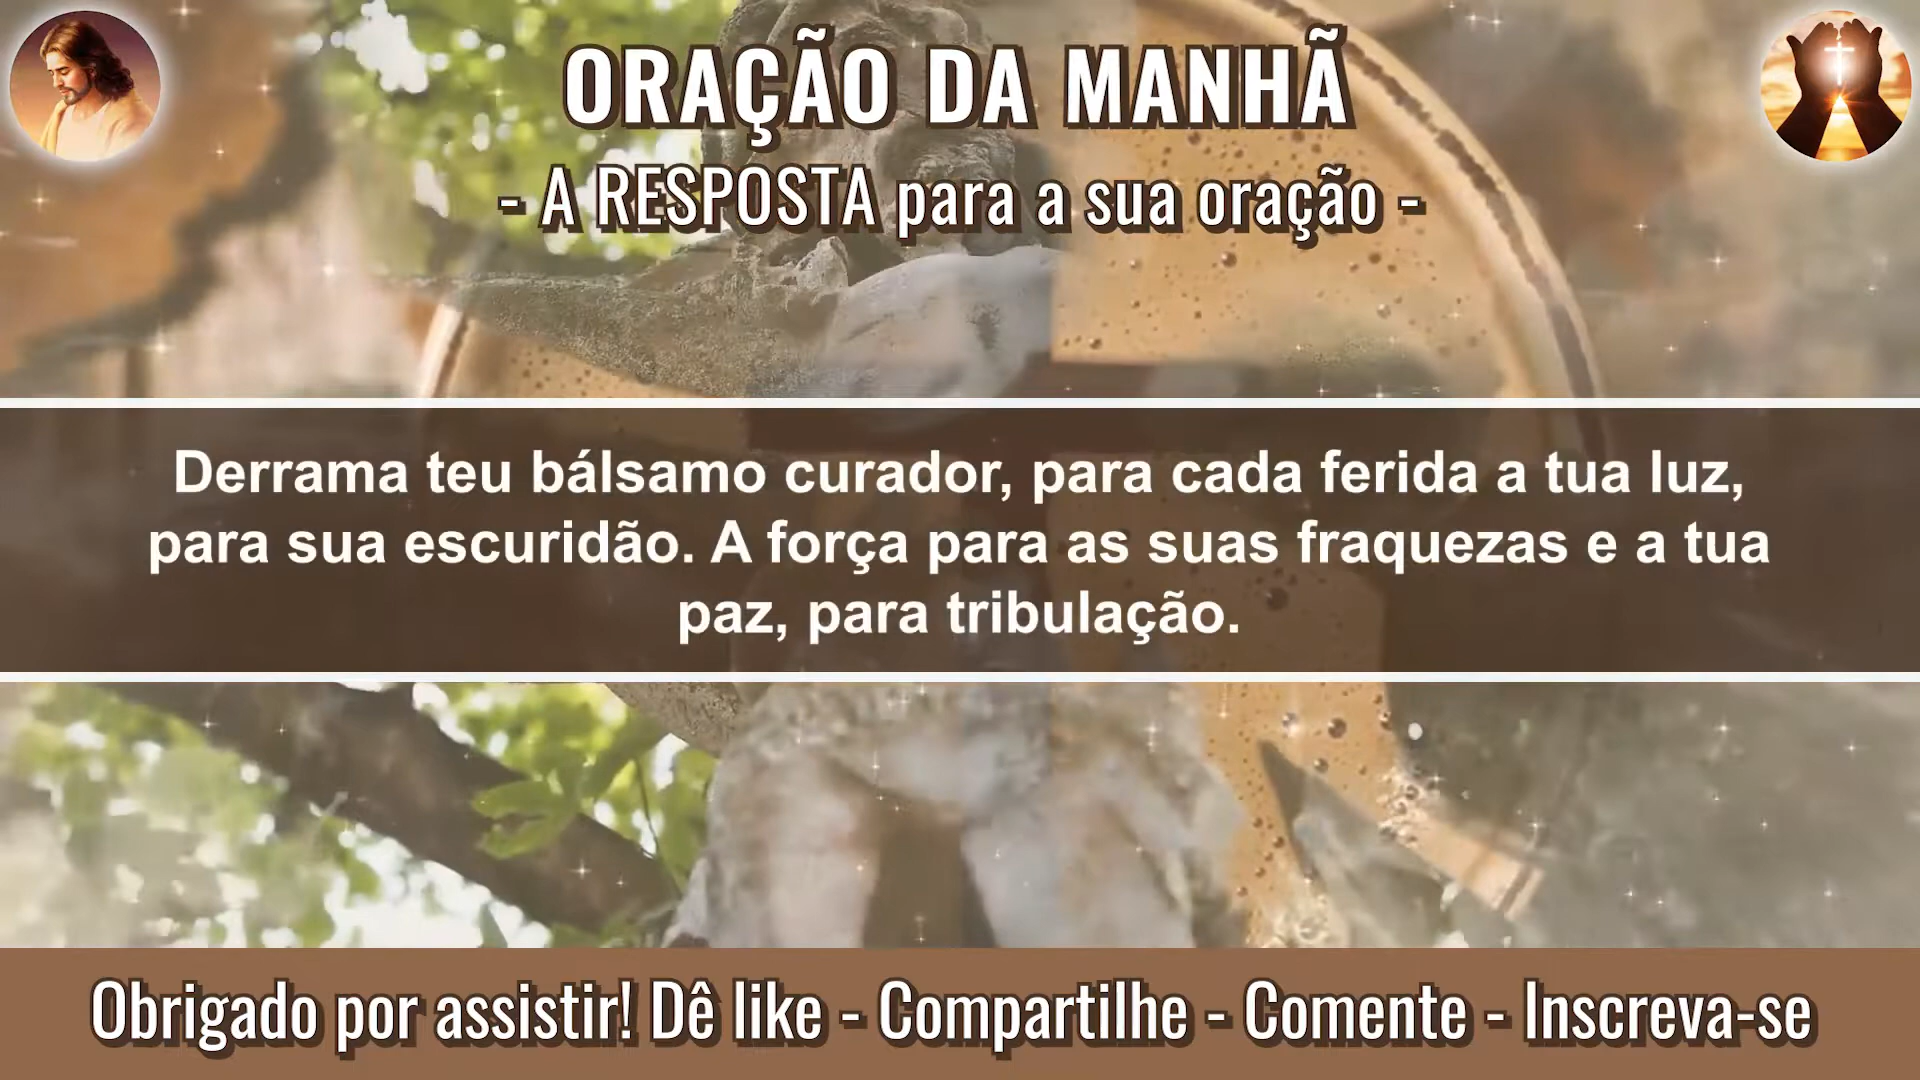 ORAÇÃO DA MANHÃ
- A RESPOSTA para a sua oração -
Derrama teu bálsamo curador, para cada ferida a tua luz,
para sua escuridão. A força para as suas fraquezas e a tua
paz, para tribulação.
Obrigado por assistir! Dê like - Compartilhe - Comente - Inscreva-se